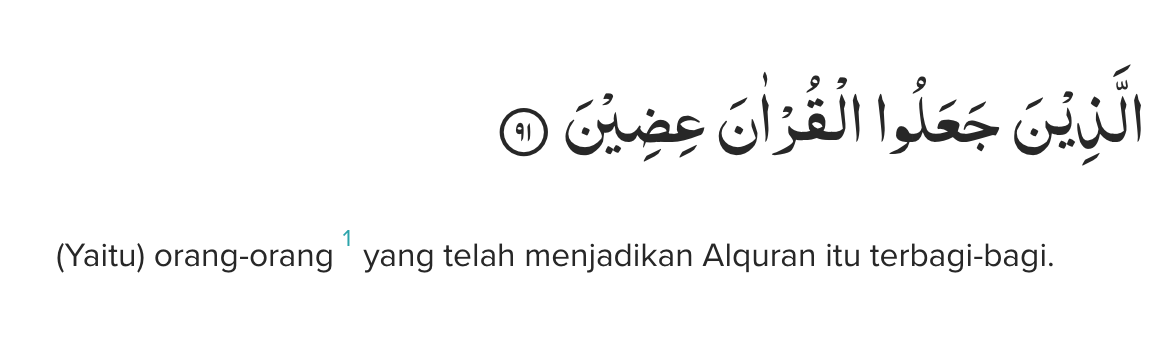 الَّذِيْنَ جَعَلُوا الْقُرْاٰنَ عِضِيْنَ ٩١
(Yaitu) orang-orang 1 yang telah menjadikan Alquran itu terbagi-bagi.